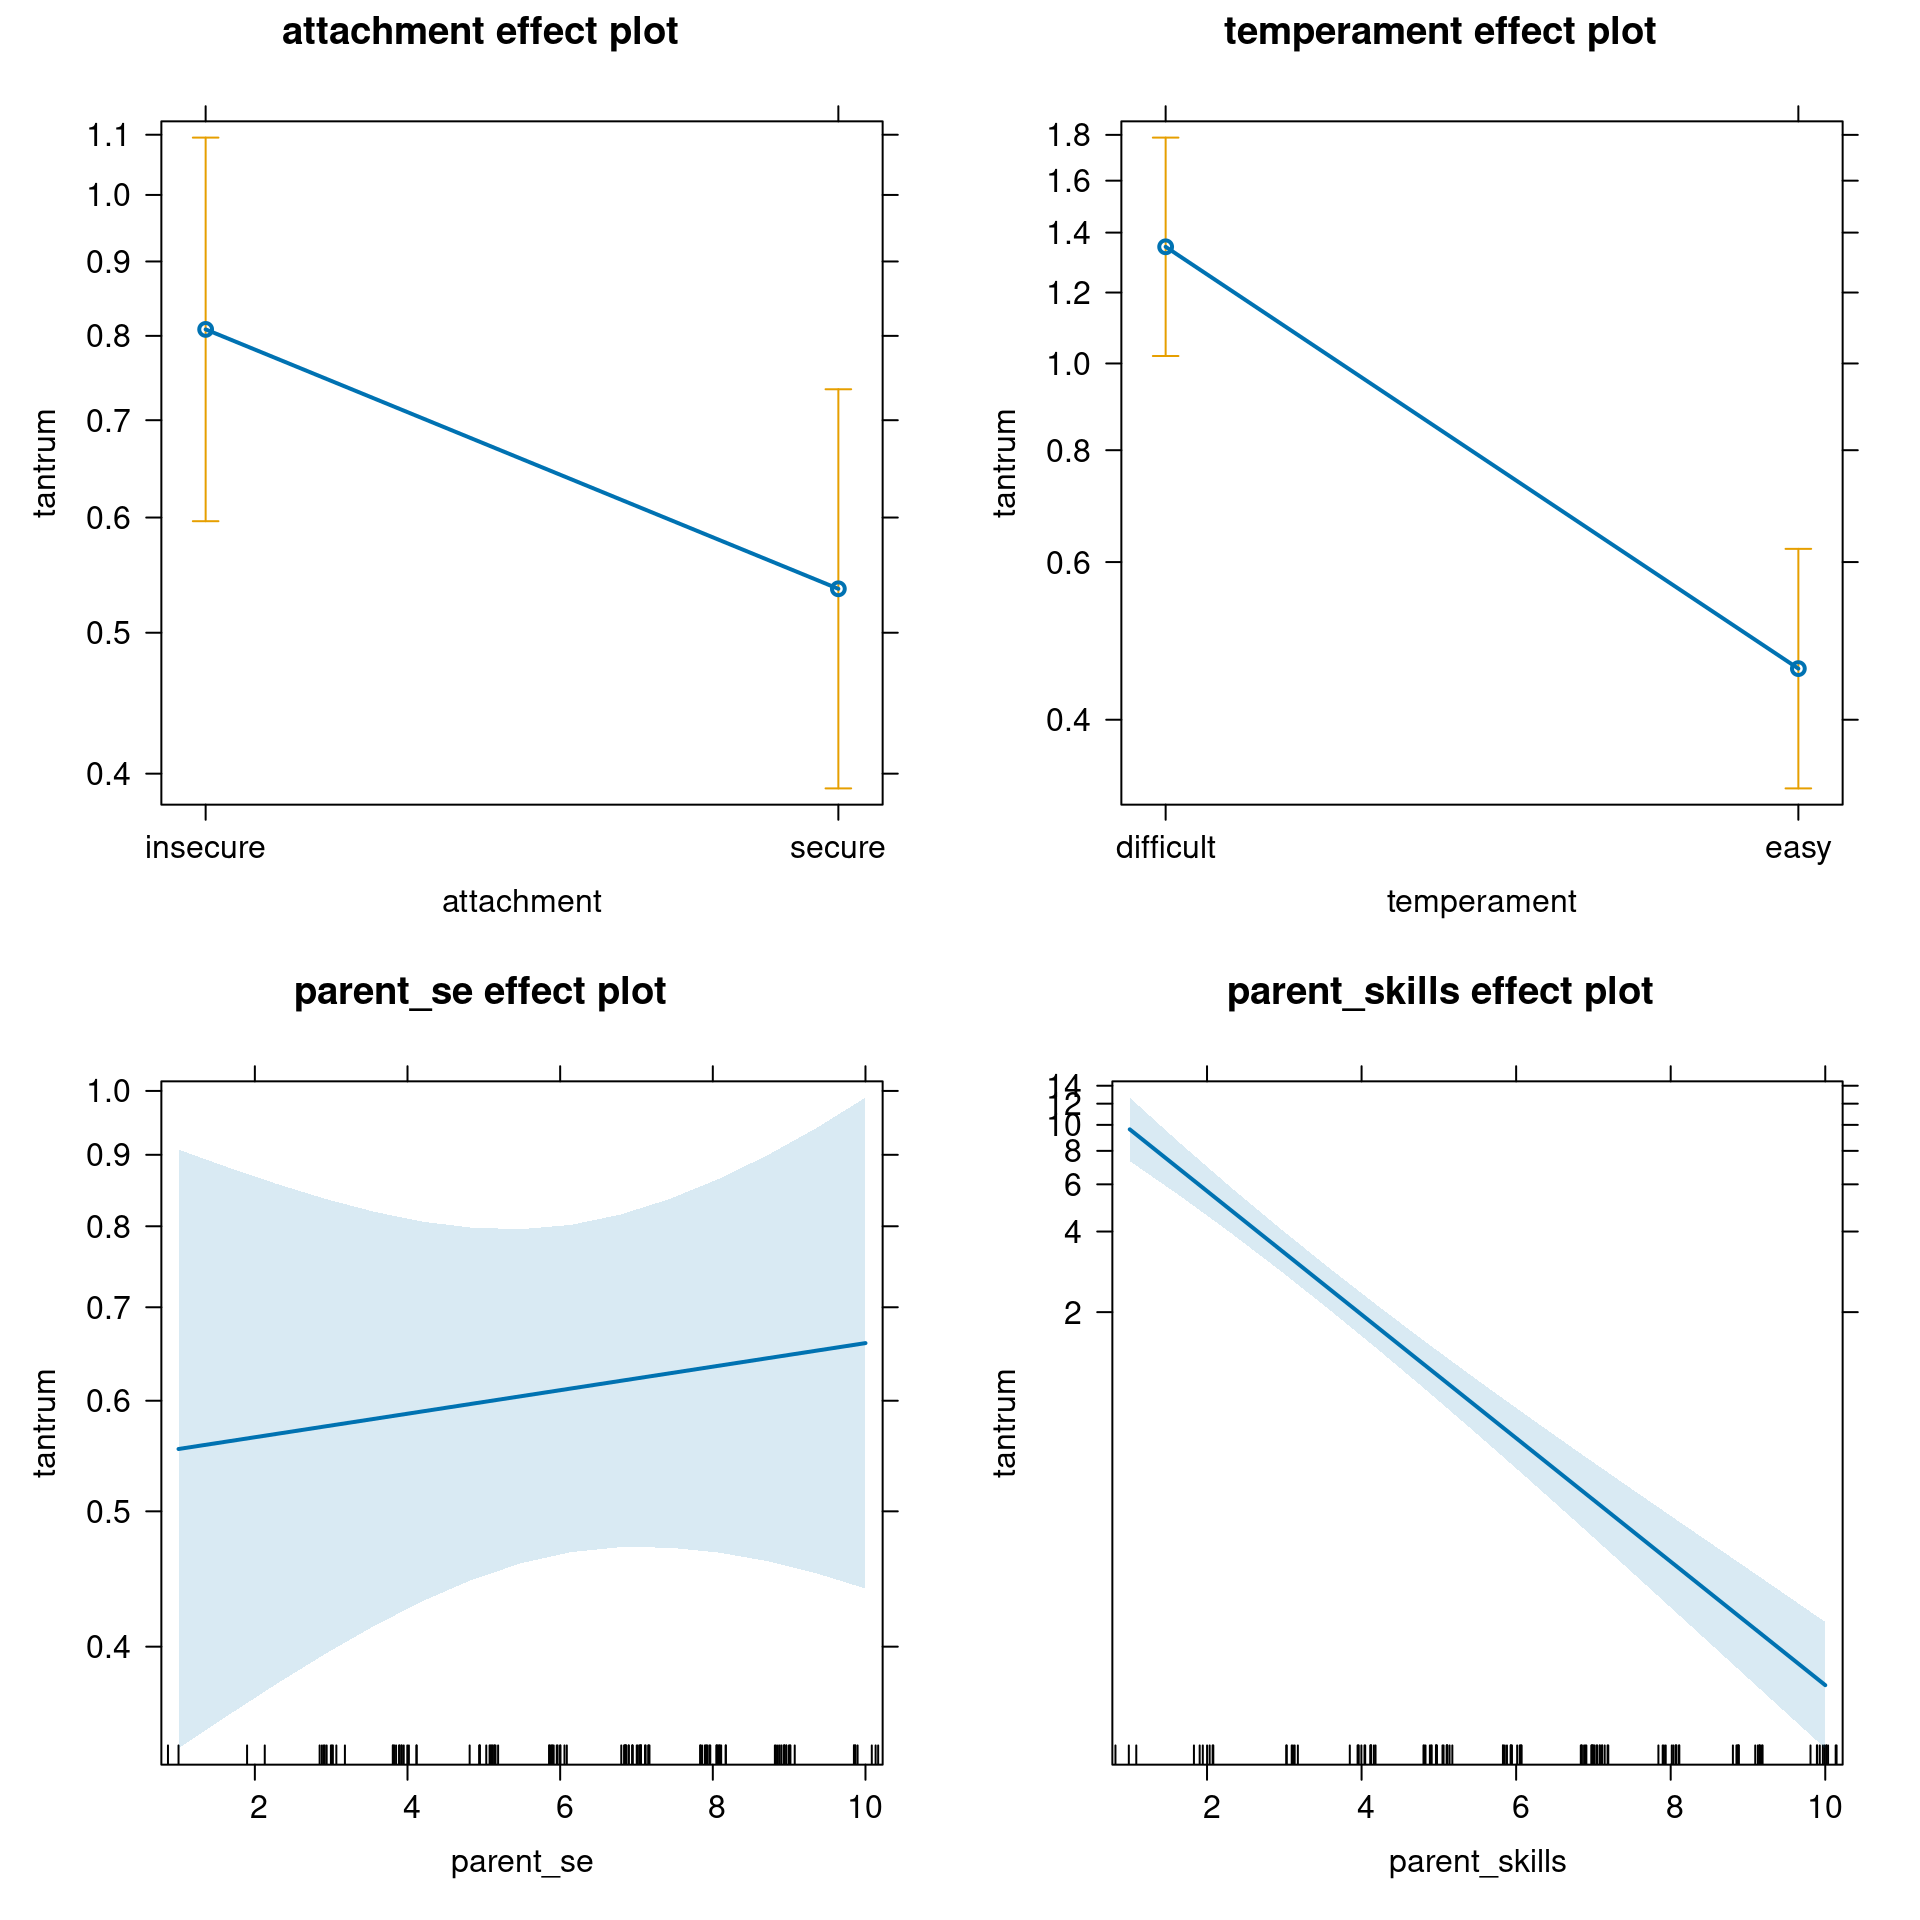 attachment effect plot
1.1
1.0
0.9
0.8
0.7
0.6
0.5
0.4
tantrum
insecure secure
attachment
temperament effect plot
1.8
1.6
1.4
1.2
1.0
0.8
0.6
0.4
tantrum
difficult easy
temperament
parent_se effect plot
1.0
0.9
0.8
0.7
0.6
0.5
0.4
tantrum
2 4 6 8 10
parent_se
parent_skills effect plot
14
12
10
8
6
4
2
tantrum
2 4 6 8 10
parent_skills